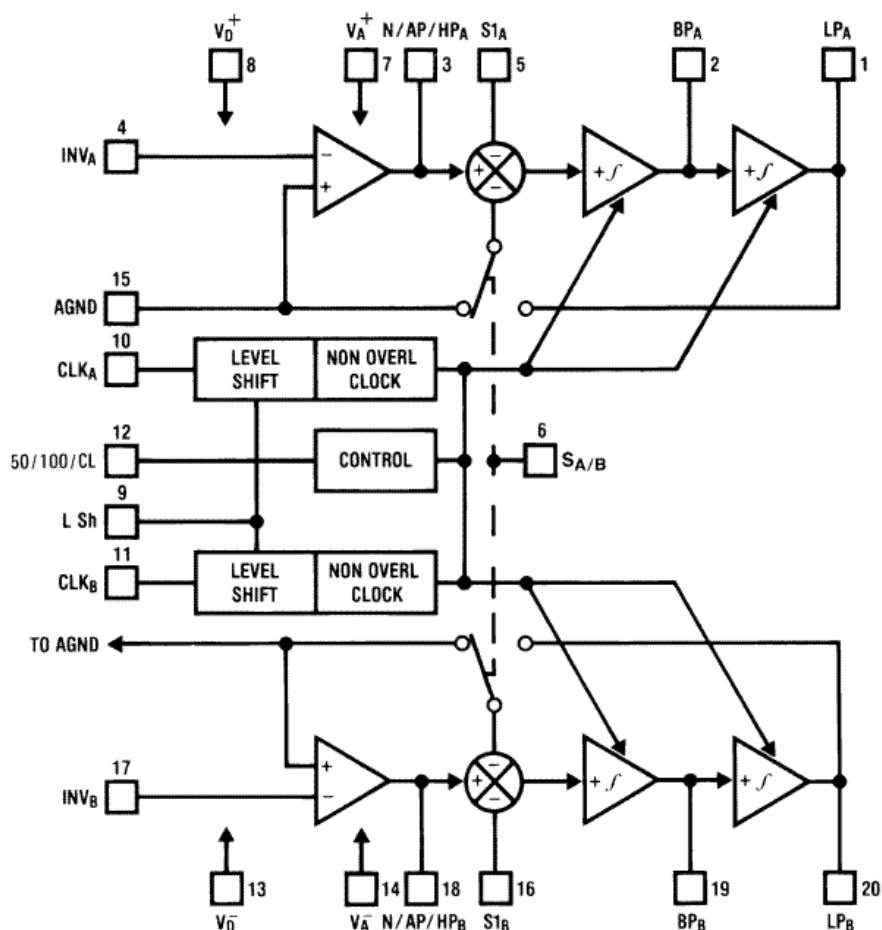 V_D^+
V_A^+ N/AP/HP_A S1_A BP_A LP_A
8 7 3 5 2 1
4
INV_A
−
+
+ − −
+∫ +∫
15
AGND
10
CLK_A
LEVEL SHIFT
NON OVERL CLOCK
12
50/100/CL
CONTROL
6
S_A/B
9
L Sh
11
CLK_B
LEVEL SHIFT
NON OVERL CLOCK
TO AGND
17
INV_B
+
−
− + −
+∫ +∫
13 14 18 16 19 20
V_D^− V_A^− N/AP/HP_B S1_B BP_B LP_B